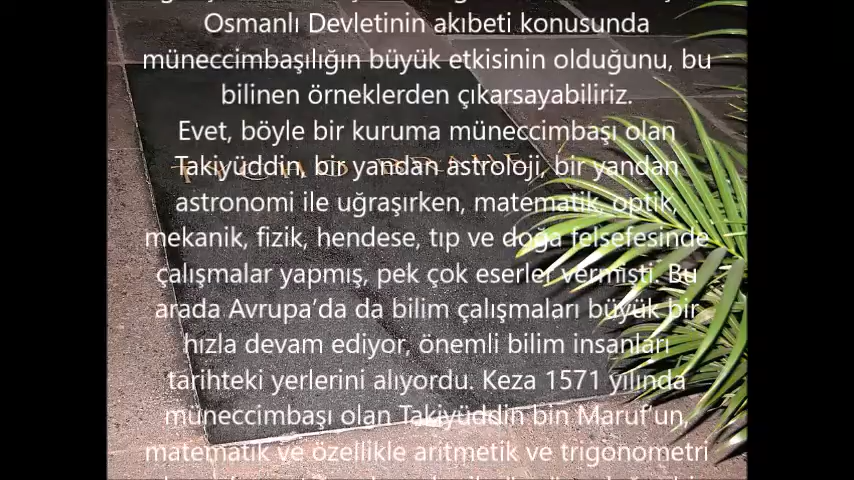 Osmanlı Devletinin akıbeti konusunda
müneccimbaşılığın büyük etkisinin olduğunu, bu
bilinen örneklerden çıkarsayabiliriz.
Evet, böyle bir kuruma müneccimbaşı olan
Takiyüddin, bir yandan astroloji, bir yandan
astronomi ile uğraşırken, matematik, optik,
mekanik, fizik, hendese, tıp ve doğa felsefesinde
çalışmalar yapmış, pek çok eserler vermişti. Bu
arada Avrupa’da da bilim çalışmaları büyük bir
hızla devam ediyor, önemli bilim insanları
tarihteki yerlerini alıyordu. Keza 1571 yılında
müneccimbaşı olan Takiyüddin bin Maruf’un,
matematik ve özellikle aritmetik ve trigonometri